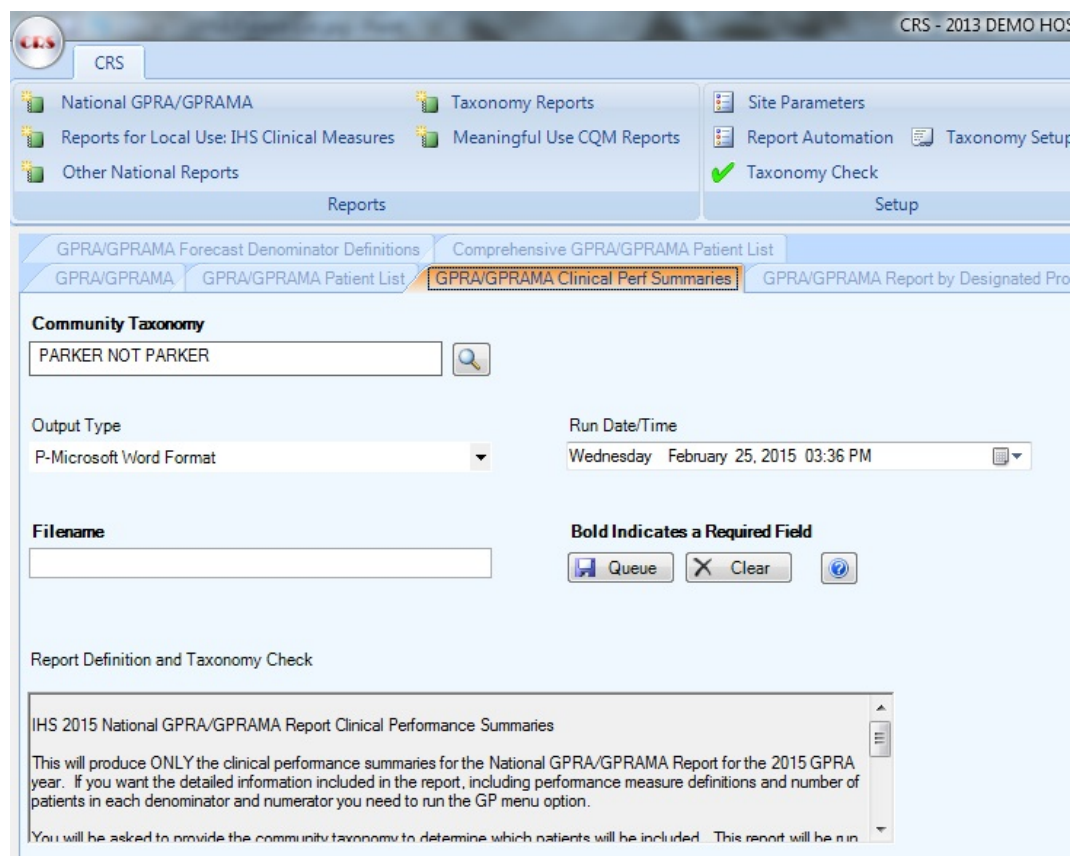 CRS - 2013 DEMO HOS
CRS
CRS
National GPRA/GPRAMA
Taxonomy Reports
Site Parameters
Reports for Local Use: IHS Clinical Measures
Meaningful Use CQM Reports
Report Automation
Taxonomy Setup
Other National Reports
Taxonomy Check
Reports
Setup
GPRA/GPRAMA Forecast Denominator Definitions
Comprehensive GPRA/GPRAMA Patient List
GPRA/GPRAMA
GPRA/GPRAMA Patient List
GPRA/GPRAMA Clinical Perf Summaries
GPRA/GPRAMA Report by Designated Pro
Community Taxonomy
PARKER NOT PARKER
Output Type
Run Date/Time
P-Microsoft Word Format
Wednesday February 25, 2015 03:36 PM
Filename
Bold Indicates a Required Field
Queue
Clear
Report Definition and Taxonomy Check
IHS 2015 National GPRA/GPRAMA Report Clinical Performance Summaries
This will produce ONLY the clinical performance summaries for the National GPRA/GPRAMA Report for the 2015 GPRA
year. If you want the detailed information included in the report, including performance measure definitions and number of
patients in each denominator and numerator you need to run the GP menu option.
You will be asked to provide the community taxonomy to determine which patients will be included. This report will be run